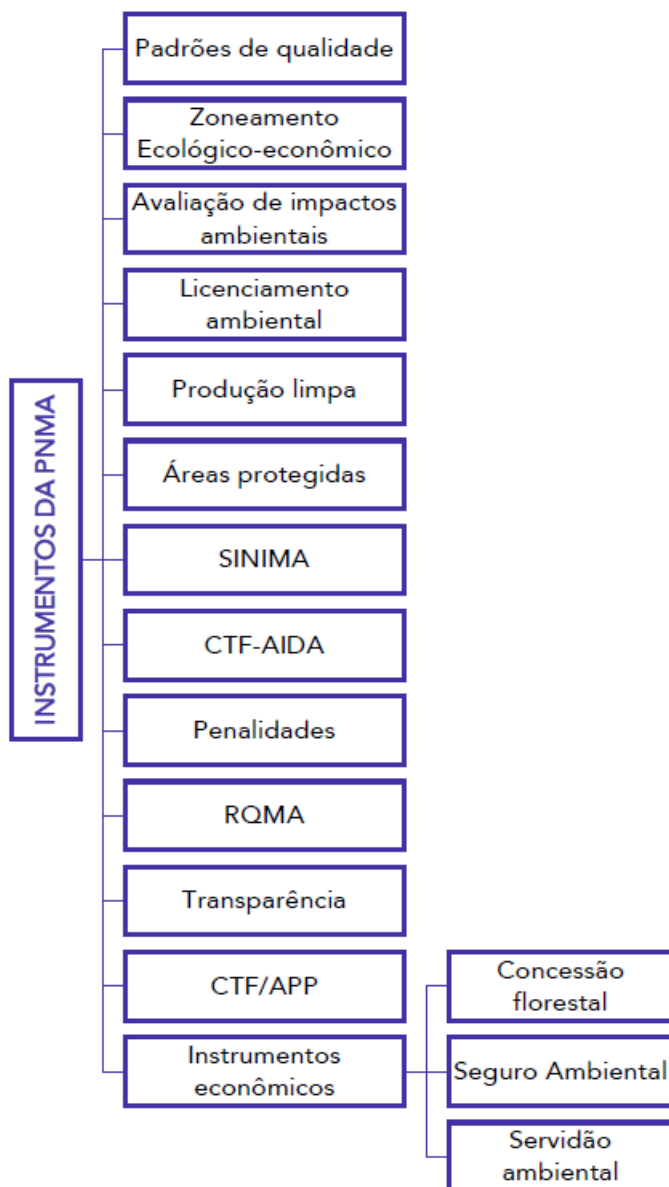 INSTRUMENTOS DA PNMA
Padrões de qualidade
Zoneamento
Ecológico-econômico
Avaliação de impactos
ambientais
Licenciamento
ambiental
Produção limpa
Áreas protegidas
SINIMA
CTF-AIDA
Penalidades
RQMA
Transparência
CTF/APP
Instrumentos
econômicos
Concessão
florestal
Seguro Ambiental
Servidão
ambiental